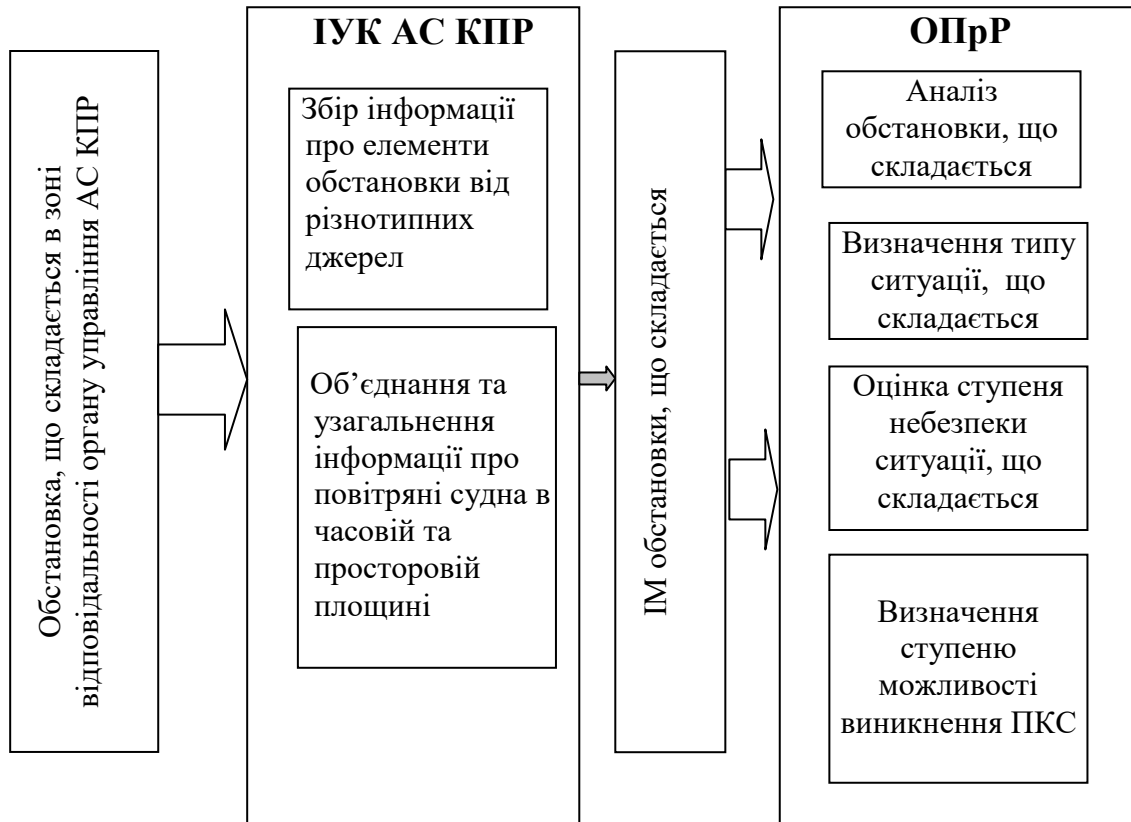 Обстановка, що складається в зоні
відповідальності органу управління АС КПР
ІУК АС КПР
Збір інформації
про елементи
обстановки від
різнотипних
джерел
Об’єднання та
узагальнення
інформації про
повітряні судна в
часовій та
просторовій
площині
ІМ обстановки, що складається
ОПрР
Аналіз
обстановки, що
складається
Визначення типу
ситуації, що
складається
Оцінка ступеня
небезпеки
ситуації, що
складається
Визначення
ступеню
можливості
виникнення ПКС